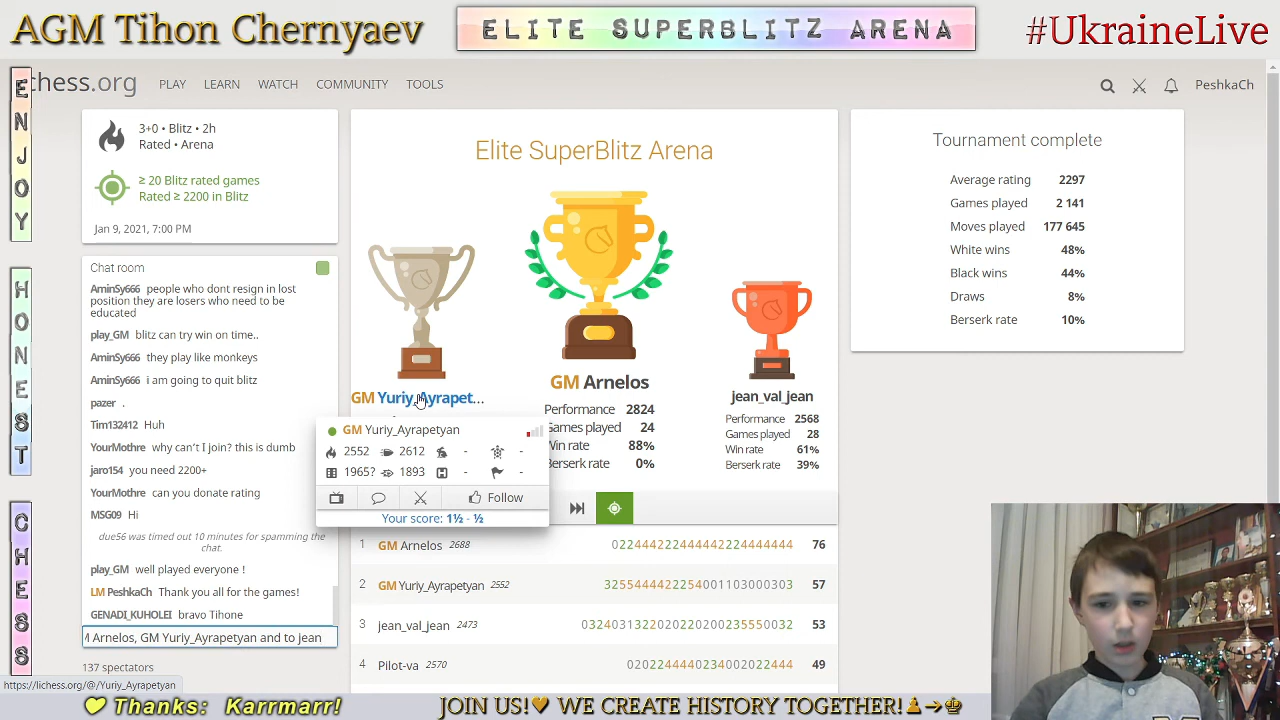 AGM Tihon Chernyaev
ELITE SUPERBLITZ ARENA
#UkraineLive
ENJOY
HONEST
CHESS
chess.org
PLAY LEARN WATCH COMMUNITY TOOLS
PeshkaCh
3+0 • Blitz • 2h
Rated • Arena
≥ 20 Blitz rated games
Rated ≥ 2200 in Blitz
Jan 9, 2021, 7:00 PM
Chat room
AminSy666 people who dont resign in lost
position they are losers who need to be
educated
play_GM blitz can try win on time..
AminSy666 they play like monkeys
AminSy666 i am going to quit blitz
pazer .
Tim132412 Huh
YourMothre why can't I join? this is dumb
jaro154 you need 2200+
YourMothre can you donate rating
MSG09 Hi
due56 was timed out 10 minutes for spamming the
chat.
play_GM well played everyone !
LM PeshkaCh Thank you all for the games!
GENADI_KUHOLEI bravo Tihone
Arnelos, GM Yuriy_Ayrapetyan and to jean
137 spectators
https://lichess.org/@/Yuriy_Ayrapetyan
Elite SuperBlitz Arena
GM Yuriy_Ayrapet...
GM Yuriy_Ayrapetyan
2552 2612 - -
1965? 1893 - -
Follow
Your score: 1½ - ½
GM Arnelos
Performance 2824
Games played 24
Win rate 88%
Berserk rate 0%
jean_val_jean
Performance 2568
Games played 28
Win rate 61%
Berserk rate 39%
1 GM Arnelos 2688 0224442224444422244444444 76
2 GM Yuriy_Ayrapetyan 2552 3255444422254001103000303 57
3 jean_val_jean 2473 0324031322020220200235550032 53
4 Pilot-va 2570 0202244440234002022444 49
Tournament complete
Average rating 2297
Games played 2 141
Moves played 177 645
White wins 48%
Black wins 44%
Draws 8%
Berserk rate 10%
Thanks: Karrmarr!
JOIN US!🧡 WE CREATE HISTORY TOGETHER!♟→♔